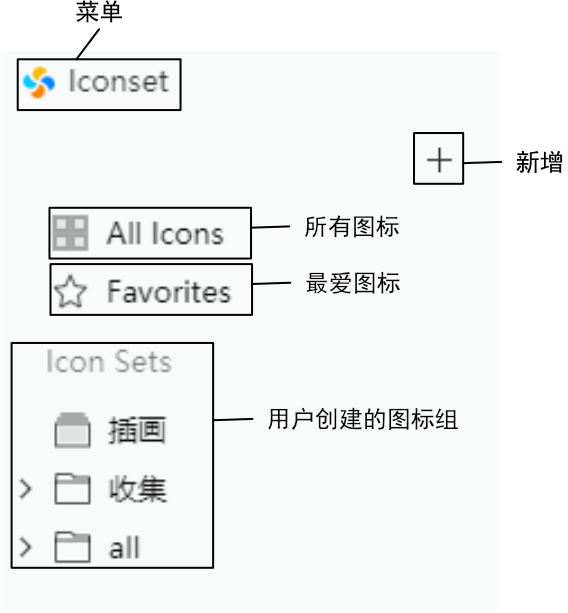 菜单
Iconset
新增
All Icons
所有图标
Favorites
最爱图标
Icon Sets
插画
用户创建的图标组
收集
all